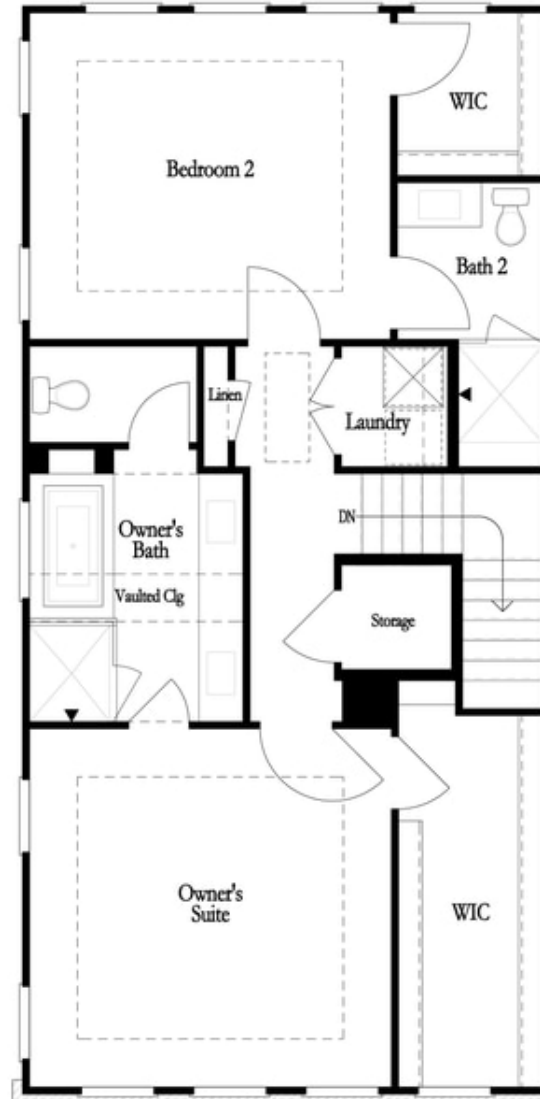 WIC
Bedroom 2
Bath 2
Linen
Laundry
DN
Owner's
Bath
Vaulted Clg
Storage
Owner's
Suite
WIC